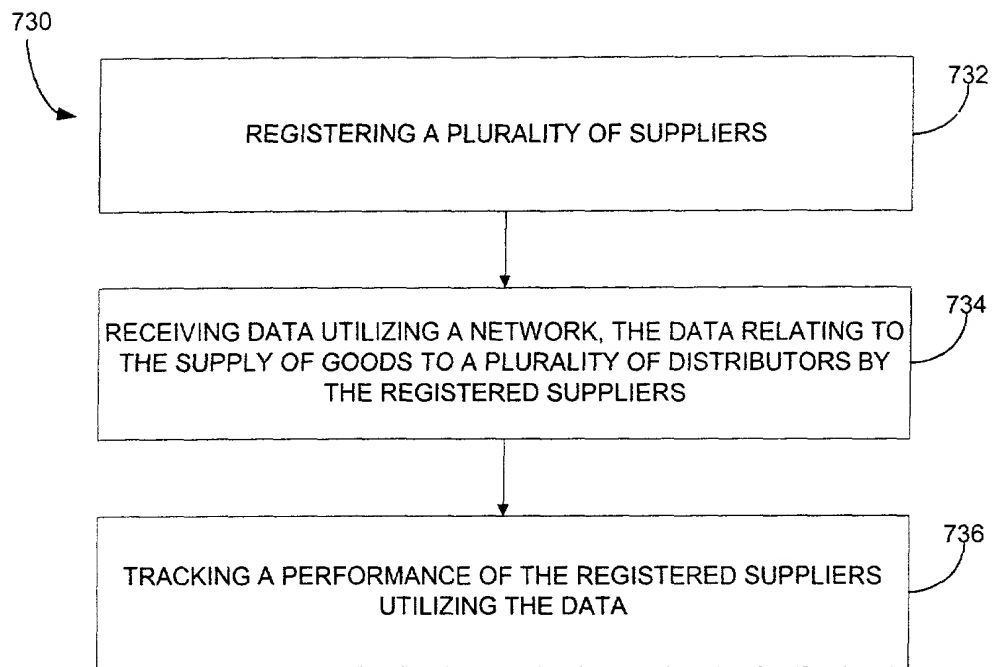 730
732
REGISTERING A PLURALITY OF SUPPLIERS
734
RECEIVING DATA UTILIZING A NETWORK, THE DATA RELATING TO
THE SUPPLY OF GOODS TO A PLURALITY OF DISTRIBUTORS BY
THE REGISTERED SUPPLIERS
736
TRACKING A PERFORMANCE OF THE REGISTERED SUPPLIERS
UTILIZING THE DATA